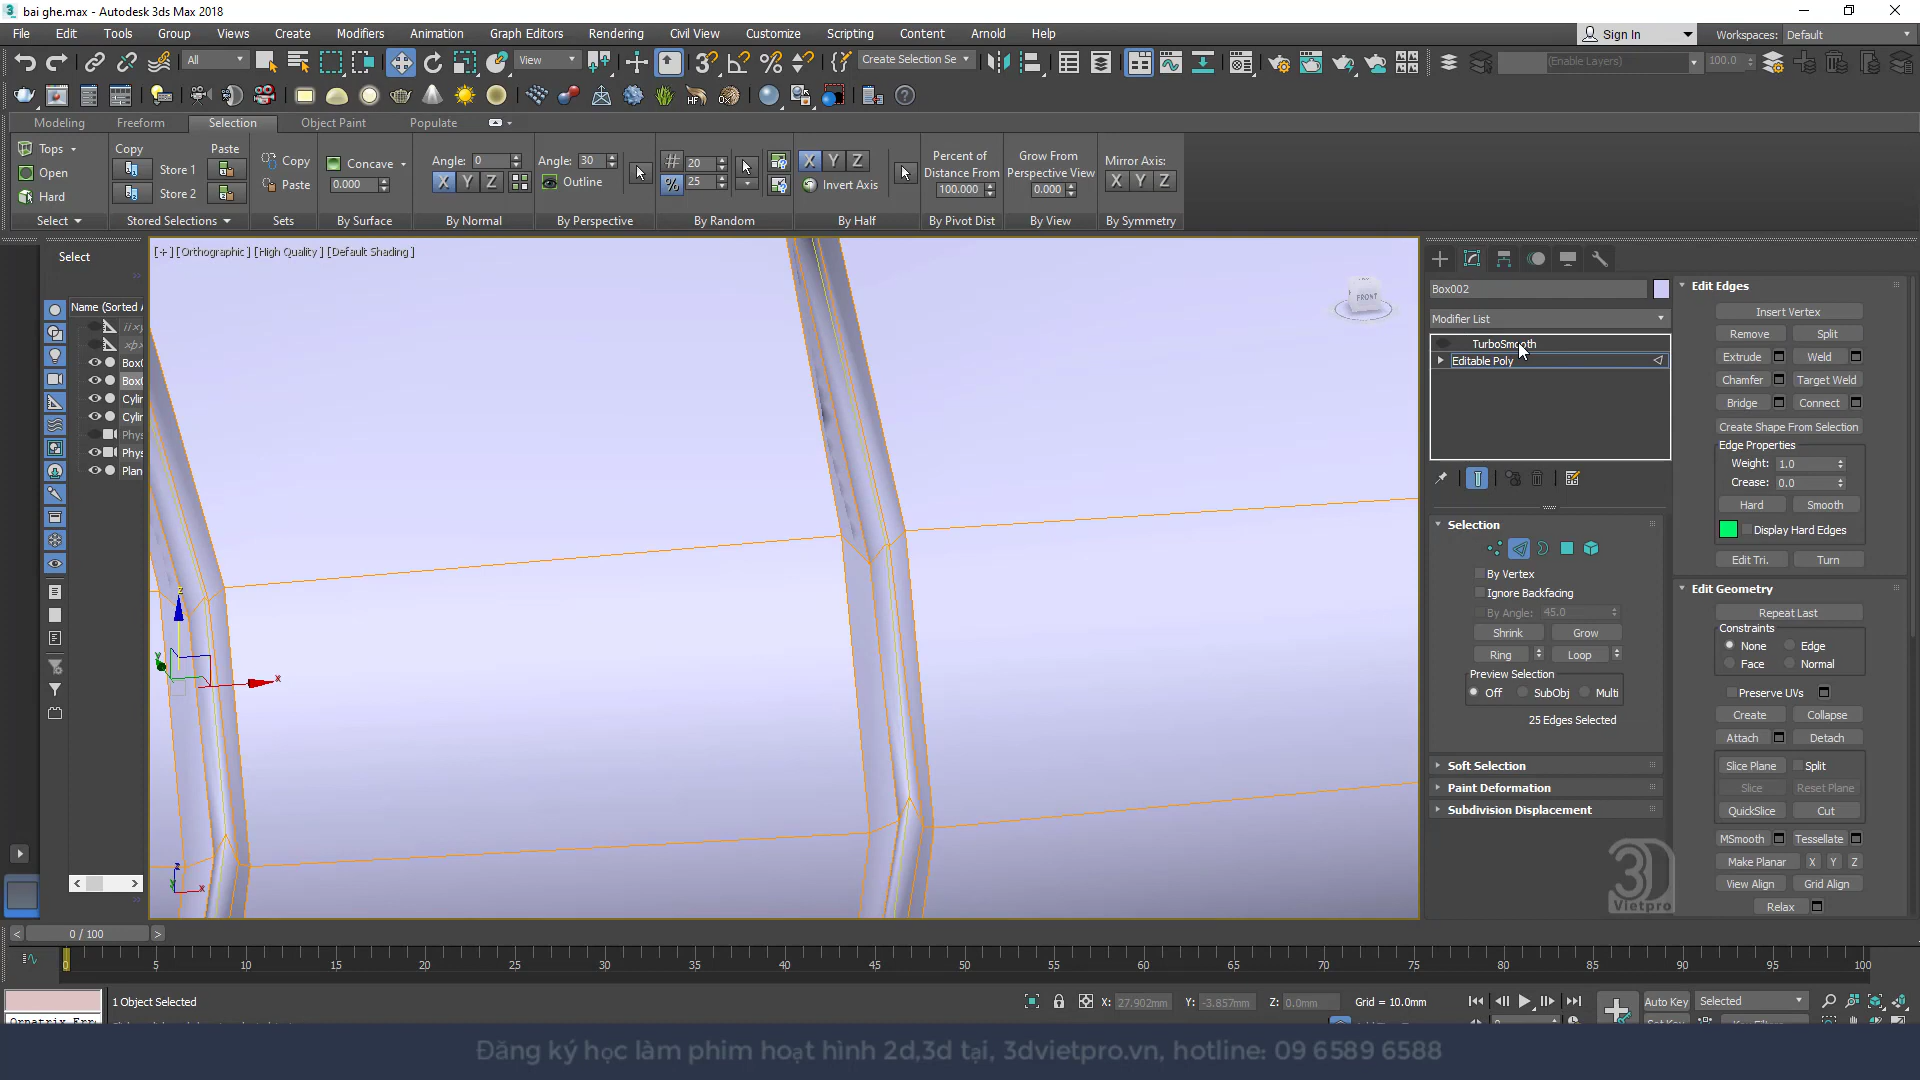 bai ghe.max - Autodesk 3ds Max 2018
File Edit Tools Group Views Create Modifiers Animation Graph Editors Rendering Civil View Customize Scripting Content Arnold Help
Sign In Workspaces: Default
All View Create Selection Se (Enable Layers) 100.0
Modeling Freeform Selection Object Paint Populate
Tops Copy Paste Copy Concave Angle: 0 Angle: 30 20 X Y Z Percent of Distance From 100.000 Grow From Perspective View 0.000 Mirror Axis: X Y Z
Open Store 1 Paste 0.000 X Y Z Outline 25 Invert Axis
Hard Store 2
Select Stored Selections Sets By Surface By Normal By Perspective By Random By Half By Pivot Dist By View By Symmetry
Select
[+] [Orthographic] [High Quality] [Default Shading]
FRONT
Name (Sorted A
Box0
Box0
Cylin
Cylin
Phys
Phys
Plan
z
x
y
z
x
y
Box002
Modifier List
TurboSmooth
Editable Poly
Selection
By Vertex
Ignore Backfacing
By Angle: 45.0
Shrink Grow
Ring Loop
Preview Selection
Off SubObj Multi
25 Edges Selected
Soft Selection
Paint Deformation
Subdivision Displacement
Edit Edges
Insert Vertex
Remove Split
Extrude Weld
Chamfer Target Weld
Bridge Connect
Create Shape From Selection
Edge Properties
Weight: 1.0
Crease: 0.0
Hard Smooth
Display Hard Edges
Edit Tri. Turn
Edit Geometry
Repeat Last
Constraints
None Edge
Face Normal
Preserve UVs
Create Collapse
Attach Detach
Slice Plane Split
Slice Reset Plane
QuickSlice Cut
MSmooth Tessellate
Make Planar X Y Z
View Align Grid Align
Relax
3D
Vietpro
0 / 100
0 5 10 15 20 25 30 35 40 45 50 55 60 65 70 75 80 85 90 95 100
1 Object Selected X: 27.902mm Y: -3.857mm Z: 0.0mm Grid = 10.0mm Auto Key Selected
Đăng ký học làm phim hoạt hình 2d,3d tại, 3dvietpro.vn, hotline: 09 6589 6588